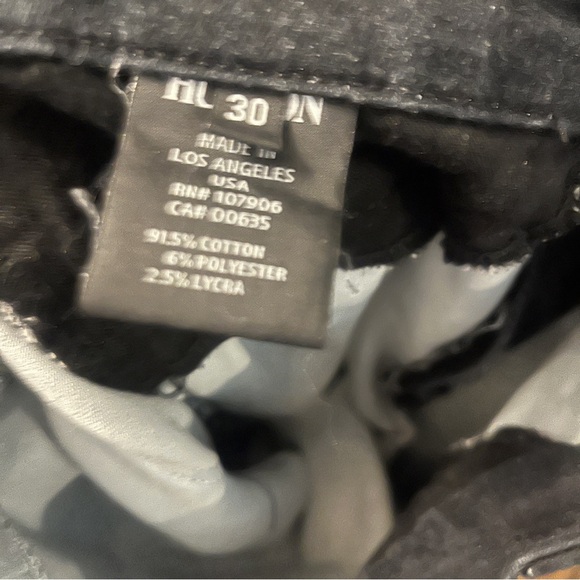 30
MADE IN
LOS ANGELES
USA
RN# 107906
CA# 00635
91.5% COTTON
6% POLYESTER
2.5% LYCRA